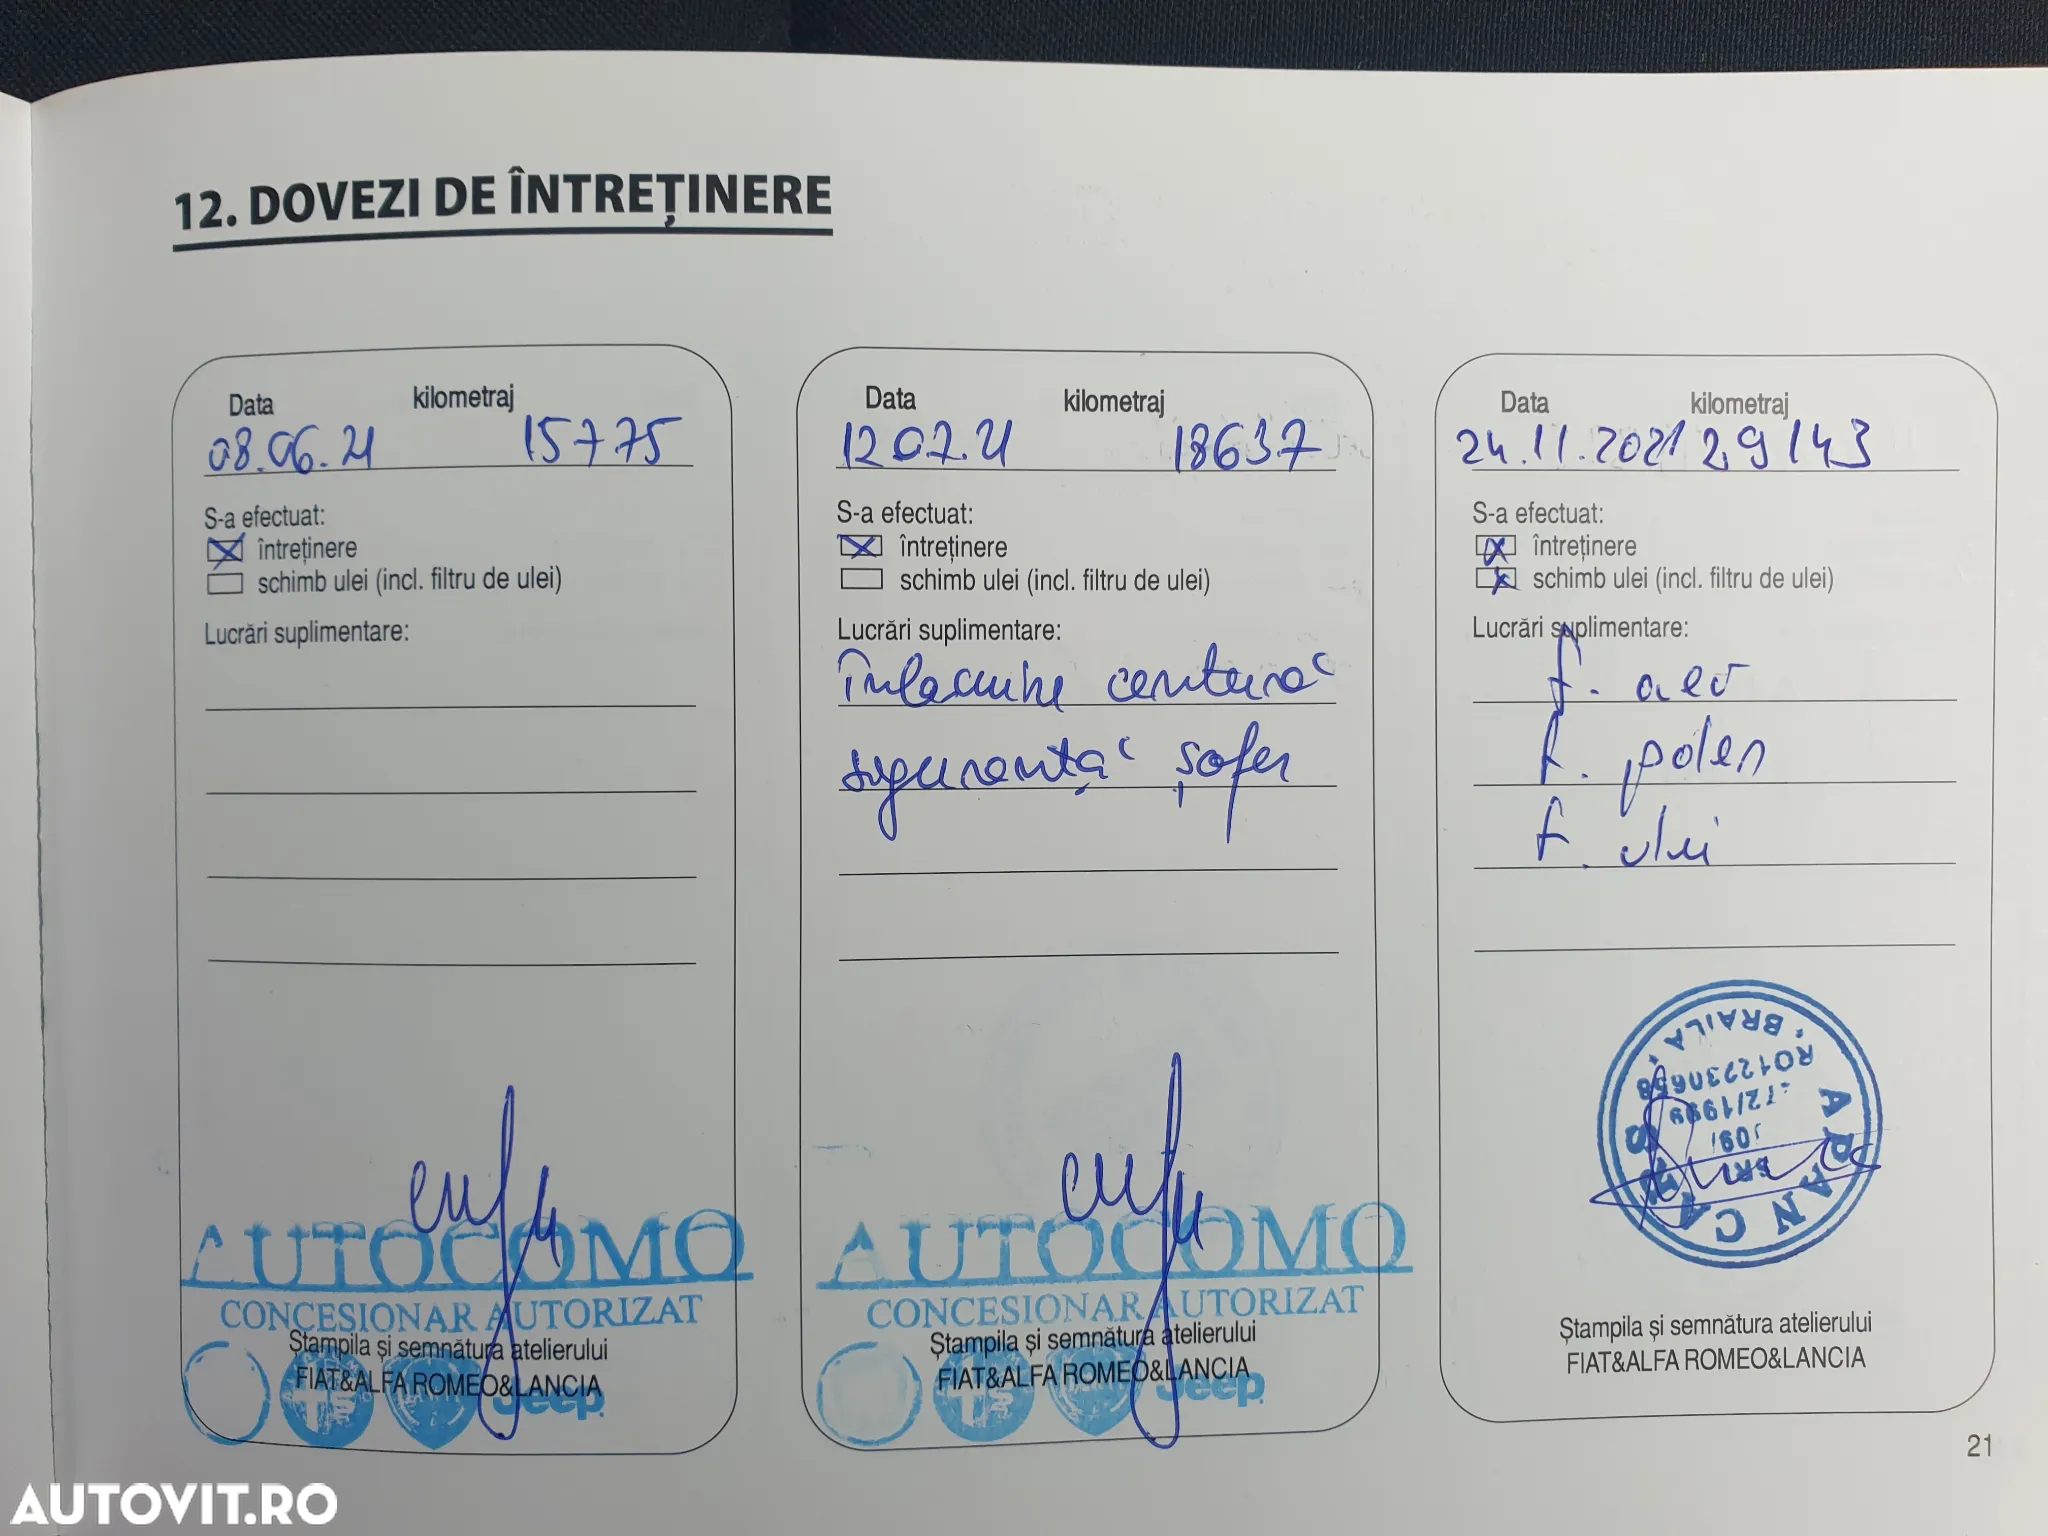 12. DOVEZI DE ÎNTREȚINERE
Data kilometraj
08.06.21 15775
S-a efectuat:
întreținere
schimb ulei (incl. filtru de ulei)
Lucrări suplimentare:
AUTOCOMO
CONCESIONAR AUTORIZAT
Ștampila și semnătura atelierului
FIAT&ALFA ROMEO&LANCIA
Jeep
Data kilometraj
12.07.21 18637
S-a efectuat:
întreținere
schimb ulei (incl. filtru de ulei)
Lucrări suplimentare:
Înlocuire centură
siguranță șofer
AUTOCOMO
CONCESIONAR AUTORIZAT
Ștampila și semnătura atelierului
FIAT&ALFA ROMEO&LANCIA
Jeep
Data kilometraj
24.11.2021 29143
S-a efectuat:
întreținere
schimb ulei (incl. filtru de ulei)
Lucrări suplimentare:
f. aer
f. polen
f. ulei
BRAILA
Ștampila și semnătura atelierului
FIAT&ALFA ROMEO&LANCIA
21
AUTOVIT.RO